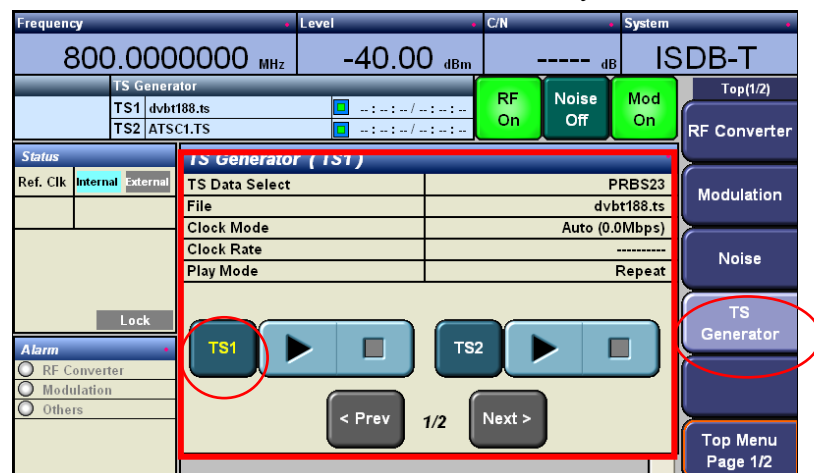 Frequency Level C/N System
800.0000000 MHz -40.00 dBm ----- dB ISDB-T
TS Generator
TS1 dvbt188.ts --:--:-- / --:--:--
TS2 ATSC1.TS --:--:-- / --:--:--
RF On
Noise Off
Mod On
Top(1/2)
RF Converter
Modulation
Noise
TS Generator
Top Menu
Page 1/2
Status
Ref. Clk Internal External
Lock
Alarm
RF Converter
Modulation
Others
TS Generator ( TS1 )
TS Data Select PRBS23
File dvbt188.ts
Clock Mode Auto (0.0Mbps)
Clock Rate ----------
Play Mode Repeat
TS1 TS2
< Prev 1/2 Next >